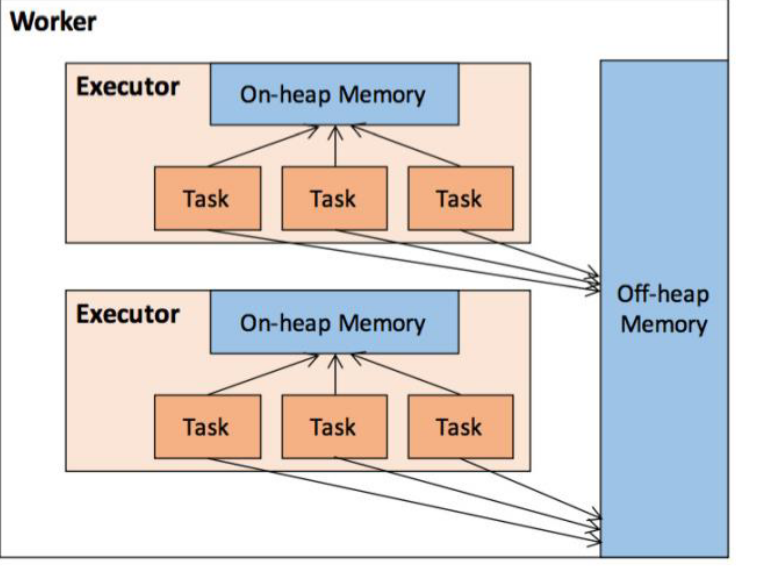 Worker
Executor
On-heap Memory
Task
Task
Task
Off-heap
Memory
Executor
On-heap Memory
Task
Task
Task